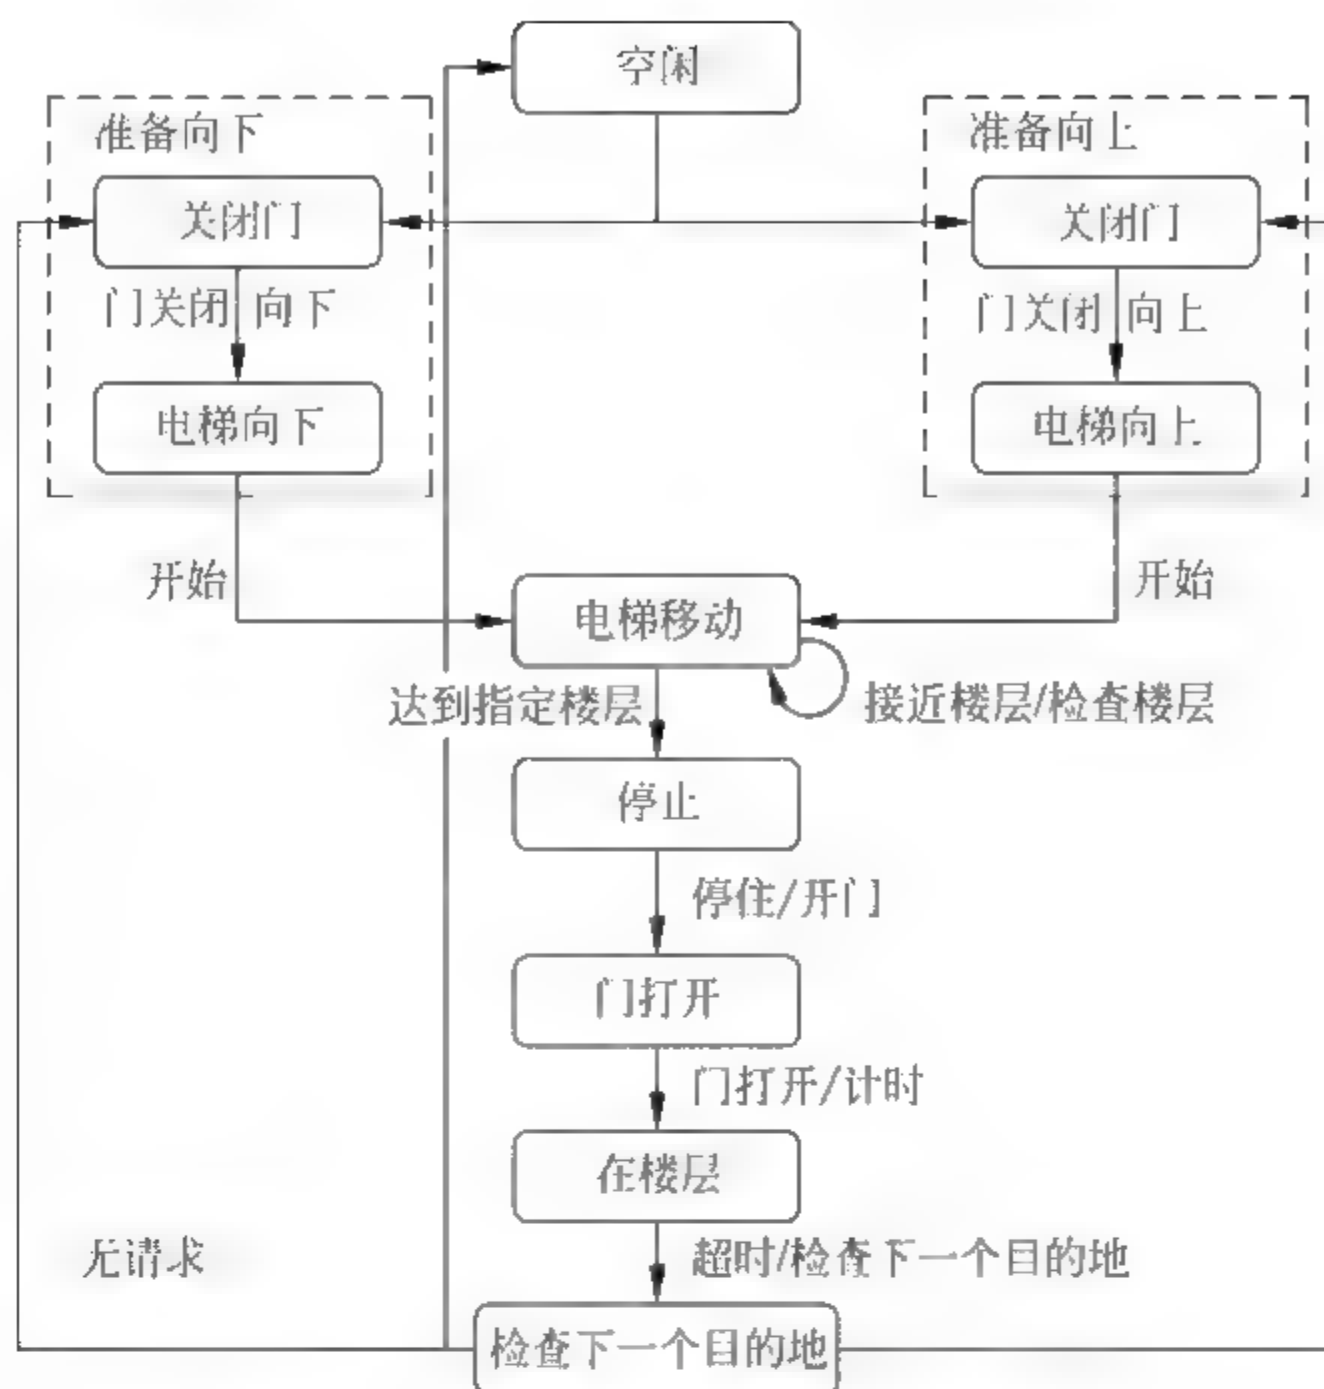 空闲
准备向下
准备向上
关闭门
关闭门
门关闭 向下
门关闭 向上
电梯向下
电梯向上
开始
开始
电梯移动
达到指定楼层
接近楼层/检查楼层
停止
停住/开门
门打开
门打开/计时
在楼层
无请求
超时/检查下一个目的地
检查下一个目的地